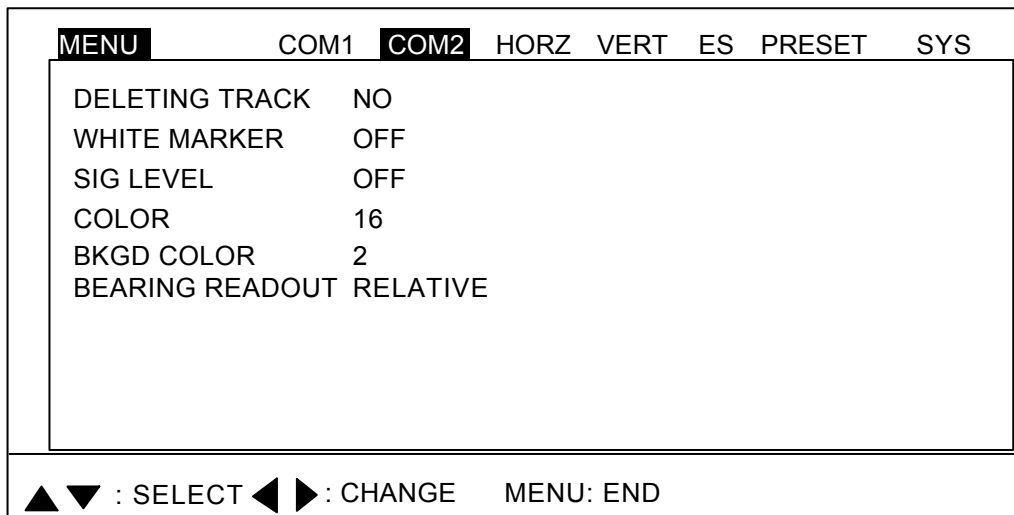 MENU COM1 COM2 HORZ VERT ES PRESET SYS
DELETING TRACK NO
WHITE MARKER OFF
SIG LEVEL OFF
COLOR 16
BKGD COLOR 2
BEARING READOUT RELATIVE
▲ ▼ : SELECT ◀ ▶ : CHANGE MENU: END